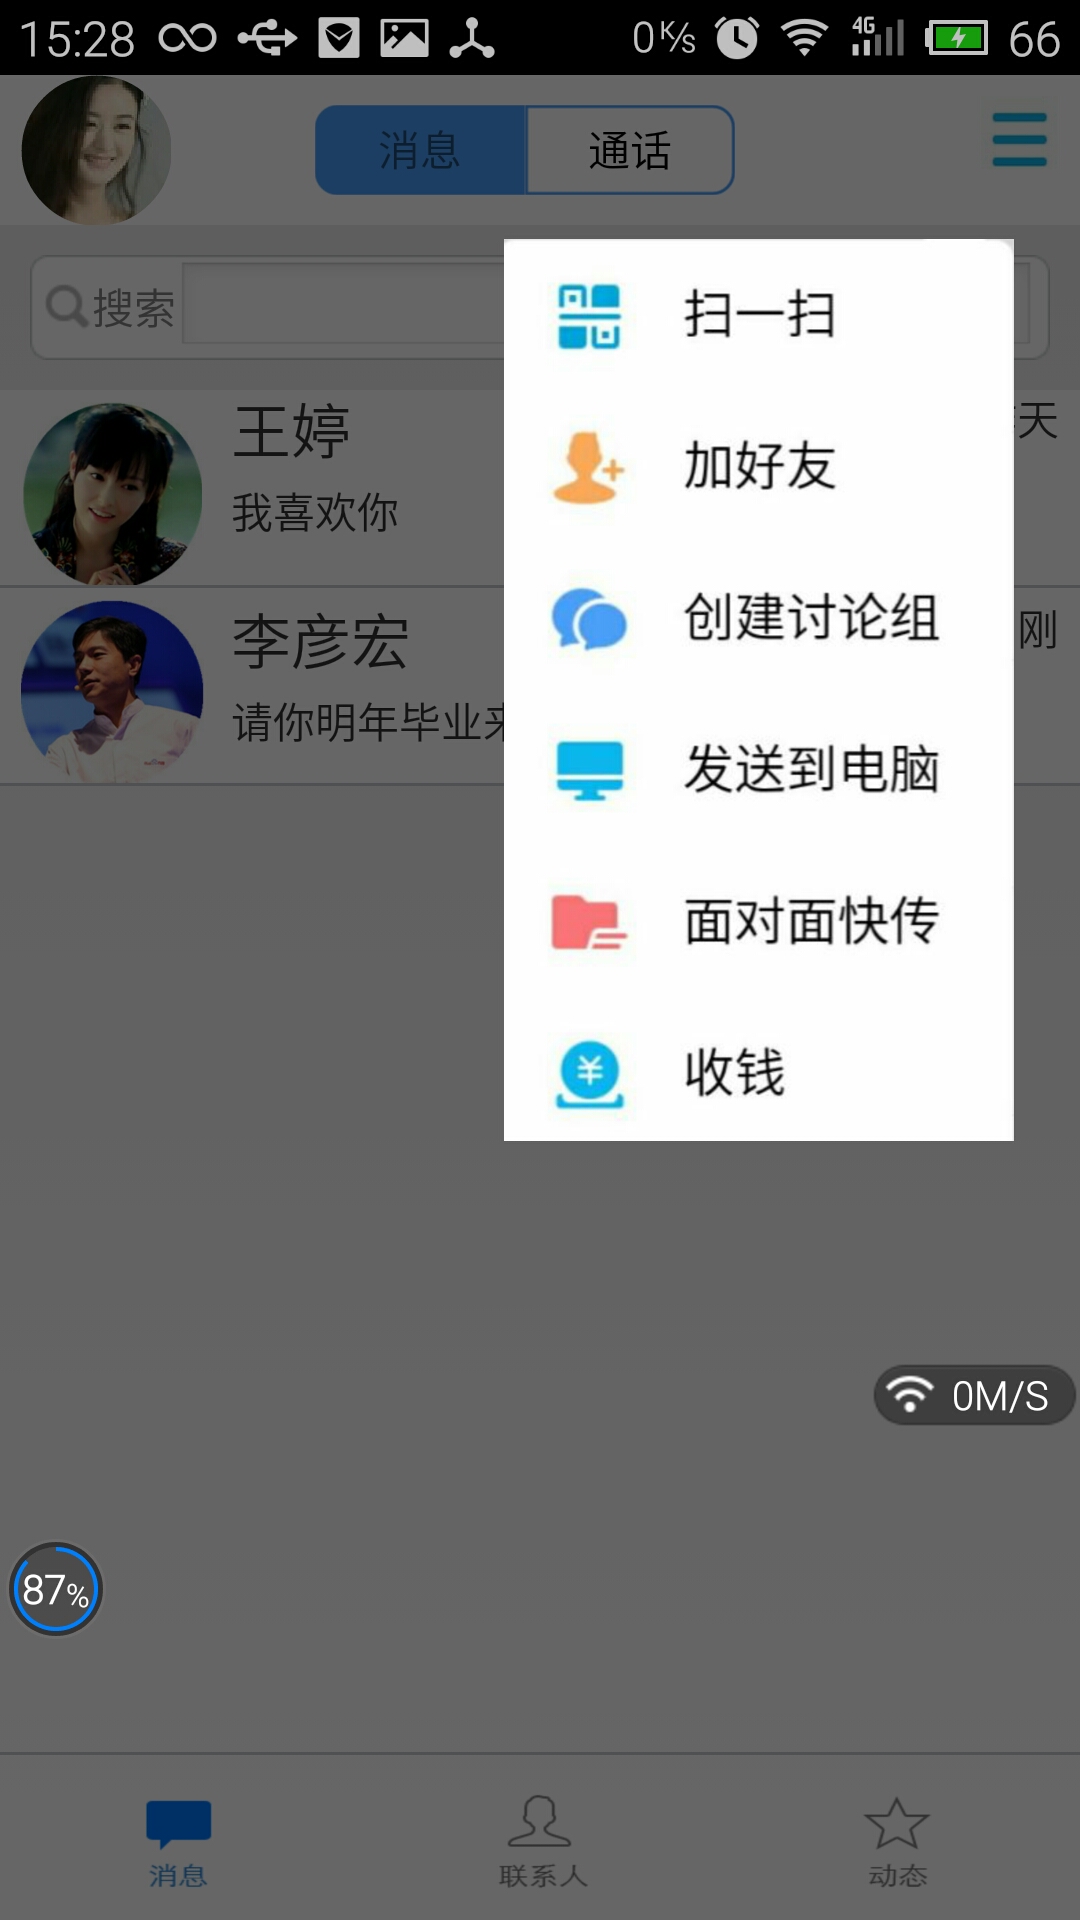 15:28 0K/s 4G 66
消息 通话
搜索
扫一扫
加好友
创建讨论组
发送到电脑
面对面快传
收钱
王婷 天
我喜欢你
李彦宏 刚
请你明年毕业
0M/S
87%
消息 联系人 动态